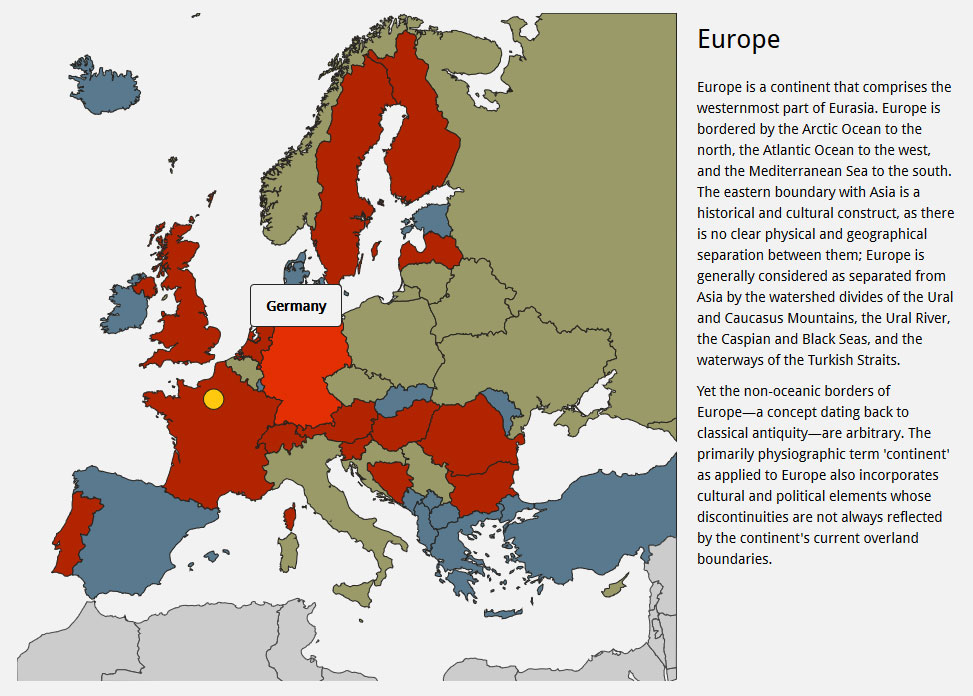 Europe
Europe is a continent that comprises the
westernmost part of Eurasia. Europe is
bordered by the Arctic Ocean to the
north, the Atlantic Ocean to the west,
and the Mediterranean Sea to the south.
The eastern boundary with Asia is a
historical and cultural construct, as there
is no clear physical and geographical
separation between them; Europe is
generally considered as separated from
Asia by the watershed divides of the Ural
and Caucasus Mountains, the Ural River,
the Caspian and Black Seas, and the
waterways of the Turkish Straits.
Yet the non-oceanic borders of
Europe—a concept dating back to
classical antiquity—are arbitrary. The
primarily physiographic term 'continent'
as applied to Europe also incorporates
cultural and political elements whose
discontinuities are not always reflected
by the continent's current overland
boundaries.
Germany